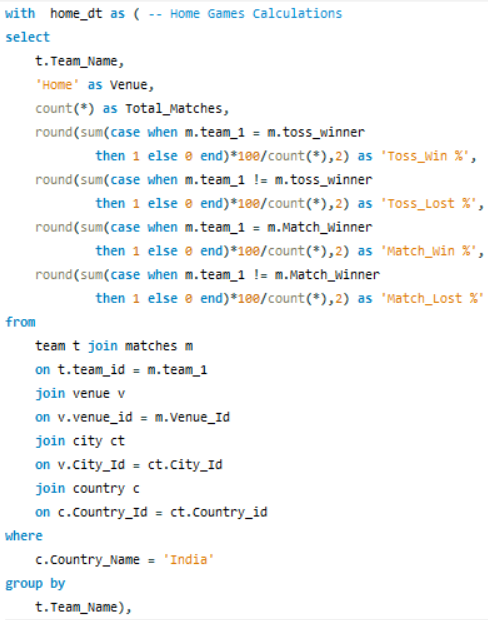 with  home_dt as ( -- Home Games Calculations
select
    t.Team_Name,
    'Home' as Venue,
    count(*) as Total_Matches,
    round(sum(case when m.team_1 = m.toss_winner
            then 1 else 0 end)*100/count(*),2) as 'Toss_Win %',
    round(sum(case when m.team_1 != m.toss_winner
            then 1 else 0 end)*100/count(*),2) as 'Toss_Lost %',
    round(sum(case when m.team_1 = m.Match_Winner
            then 1 else 0 end)*100/count(*),2) as 'Match_Win %',
    round(sum(case when m.team_1 != m.Match_Winner
            then 1 else 0 end)*100/count(*),2) as 'Match_Lost %'
from
    team t join matches m
    on t.team_id = m.team_1
    join venue v
    on v.venue_id = m.Venue_Id
    join city ct
    on v.City_Id = ct.City_Id
    join country c
    on c.Country_Id = ct.Country_id
where
    c.Country_Name = 'India'
group by
    t.Team_Name),